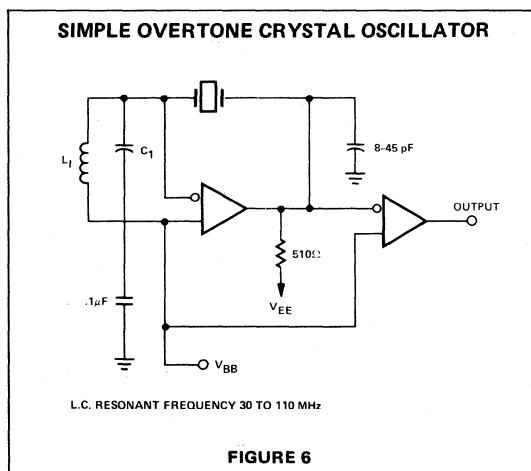 SIMPLE OVERTONE CRYSTAL OSCILLATOR
L1
C1
8-45 pF
OUTPUT
510Ω
VEE
.1μF
VBB
L.C. RESONANT FREQUENCY 30 TO 110 MHz
FIGURE 6